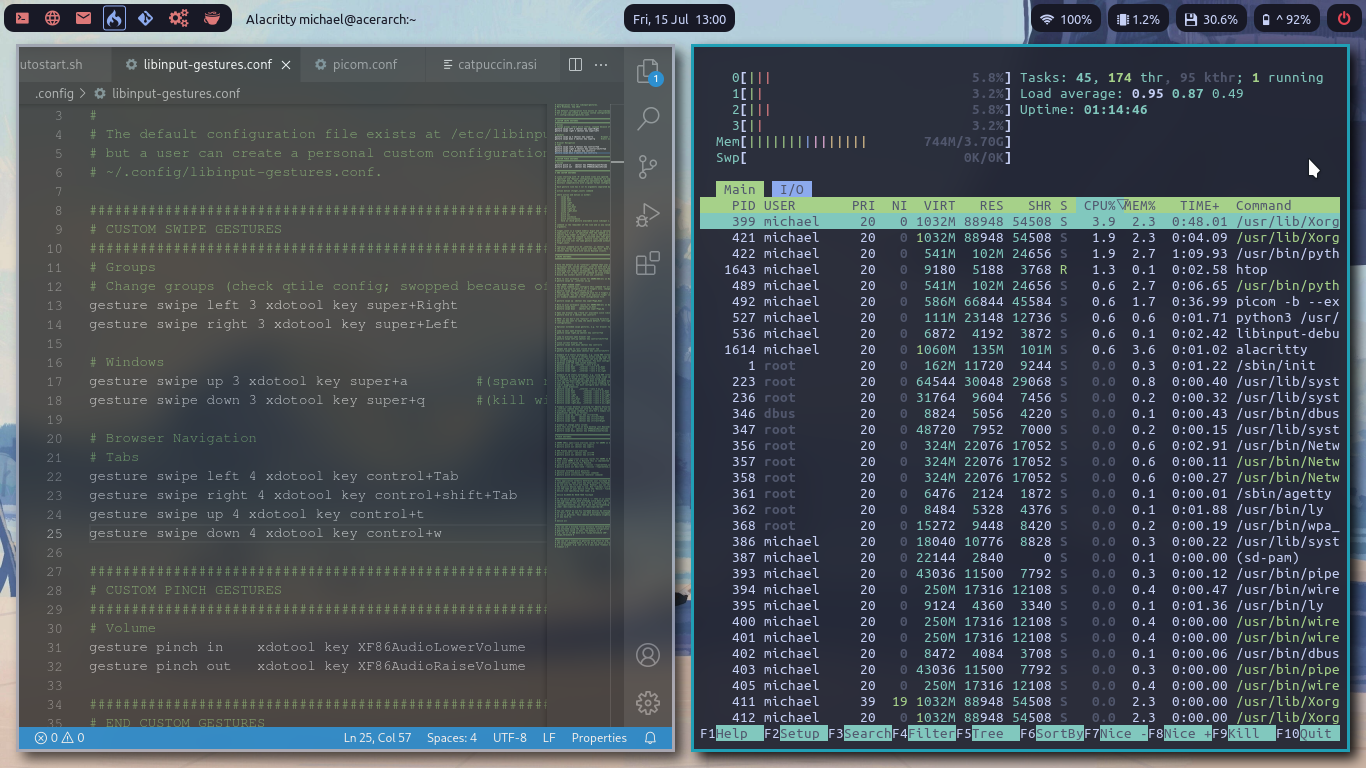 Alacritty michael@acerarch:~
Fri, 15 Jul 13:00
100%
1.2%
30.6%
^ 92%
utostart.sh
libinput-gestures.conf
picom.conf
catpuccin.rasi
.config > libinput-gestures.conf
3 #
4 # The default configuration file exists at /etc/libinp
5 # but a user can create a personal custom configuration
6 # ~/.config/libinput-gestures.conf.
7
8 #######################################################
9 # CUSTOM SWIPE GESTURES
10 #######################################################
11 # Groups
12 # Change groups (check qtile config; swopped because of
13 gesture swipe left 3 xdotool key super+Right
14 gesture swipe right 3 xdotool key super+Left
15
16 # Windows
17 gesture swipe up 3 xdotool key super+a #(spawn
18 gesture swipe down 3 xdotool key super+q #(kill wi
19
20 # Browser Navigation
21 # Tabs
22 gesture swipe left 4 xdotool key control+Tab
23 gesture swipe right 4 xdotool key control+shift+Tab
24 gesture swipe up 4 xdotool key control+t
25 gesture swipe down 4 xdotool key control+w
26
27 #######################################################
28 # CUSTOM PINCH GESTURES
29 #######################################################
30 # Volume
31 gesture pinch in xdotool key XF86AudioLowerVolume
32 gesture pinch out xdotool key XF86AudioRaiseVolume
33
34 #######################################################
35 # END CUSTOM GESTURES
1
0 0
Ln 25, Col 57
Spaces: 4
UTF-8
LF
Properties
0[||| 5.8%] Tasks: 45, 174 thr, 95 kthr; 1 running
1[|| 3.2%] Load average: 0.95 0.87 0.49
2[||| 5.8%] Uptime: 01:14:46
3[|| 3.2%]
Mem[||||||||||||||| 744M/3.70G]
Swp[ 0K/0K]
Main I/O
PID USER PRI NI VIRT RES SHR S CPU%▽MEM% TIME+ Command
399 michael 20 0 1032M 88948 54508 S 3.9 2.3 0:48.01 /usr/lib/Xorg
421 michael 20 0 1032M 88948 54508 S 1.9 2.3 0:04.09 /usr/lib/Xorg
422 michael 20 0 541M 102M 24656 S 1.9 2.7 1:09.93 /usr/bin/pyth
1643 michael 20 0 9180 5188 3768 R 1.3 0.1 0:02.58 htop
489 michael 20 0 541M 102M 24656 S 0.6 2.7 0:06.65 /usr/bin/pyth
492 michael 20 0 586M 66844 45584 S 0.6 1.7 0:36.99 picom -b --ex
527 michael 20 0 111M 23148 12736 S 0.6 0.6 0:01.71 python3 /usr/
536 michael 20 0 6872 4192 3872 S 0.6 0.1 0:02.42 libinput-debu
1614 michael 20 0 1060M 135M 101M S 0.6 3.6 0:01.02 alacritty
1 root 20 0 162M 11720 9244 S 0.0 0.3 0:01.22 /sbin/init
223 root 20 0 64544 30048 29068 S 0.0 0.8 0:00.40 /usr/lib/syst
236 root 20 0 31764 9604 7456 S 0.0 0.2 0:00.32 /usr/lib/syst
346 dbus 20 0 8824 5056 4220 S 0.0 0.1 0:00.43 /usr/bin/dbus
347 root 20 0 48720 7952 7000 S 0.0 0.2 0:00.15 /usr/lib/syst
356 root 20 0 324M 22076 17052 S 0.0 0.6 0:02.91 /usr/bin/Netw
357 root 20 0 324M 22076 17052 S 0.0 0.6 0:00.11 /usr/bin/Netw
358 root 20 0 324M 22076 17052 S 0.0 0.6 0:00.27 /usr/bin/Netw
361 root 20 0 6476 2124 1872 S 0.0 0.1 0:00.01 /sbin/agetty
362 root 20 0 8484 5328 4376 S 0.0 0.1 0:01.88 /usr/bin/ly
368 root 20 0 15272 9448 8420 S 0.0 0.2 0:00.19 /usr/bin/wpa_
386 michael 20 0 18040 10776 8828 S 0.0 0.3 0:00.22 /usr/lib/syst
387 michael 20 0 22144 2840 0 S 0.0 0.1 0:00.00 (sd-pam)
393 michael 20 0 43036 11500 7792 S 0.0 0.3 0:00.12 /usr/bin/pipe
394 michael 20 0 250M 17316 12108 S 0.0 0.4 0:00.47 /usr/bin/wire
395 michael 20 0 9124 4360 3340 S 0.0 0.1 0:01.36 /usr/bin/ly
400 michael 20 0 250M 17316 12108 S 0.0 0.4 0:00.00 /usr/bin/wire
401 michael 20 0 250M 17316 12108 S 0.0 0.4 0:00.00 /usr/bin/wire
402 michael 20 0 8472 4084 3708 S 0.0 0.1 0:00.06 /usr/bin/dbus
403 michael 20 0 43036 11500 7792 S 0.0 0.3 0:00.00 /usr/bin/pipe
405 michael 20 0 250M 17316 12108 S 0.0 0.4 0:00.00 /usr/bin/wire
411 michael 39 19 1032M 88948 54508 S 0.0 2.3 0:00.00 /usr/lib/Xorg
412 michael 20 0 1032M 88948 54508 S 0.0 2.3 0:00.00 /usr/lib/Xorg
F1Help F2Setup F3SearchF4FilterF5Tree F6SortByF7Nice -F8Nice +F9Kill F10Quit